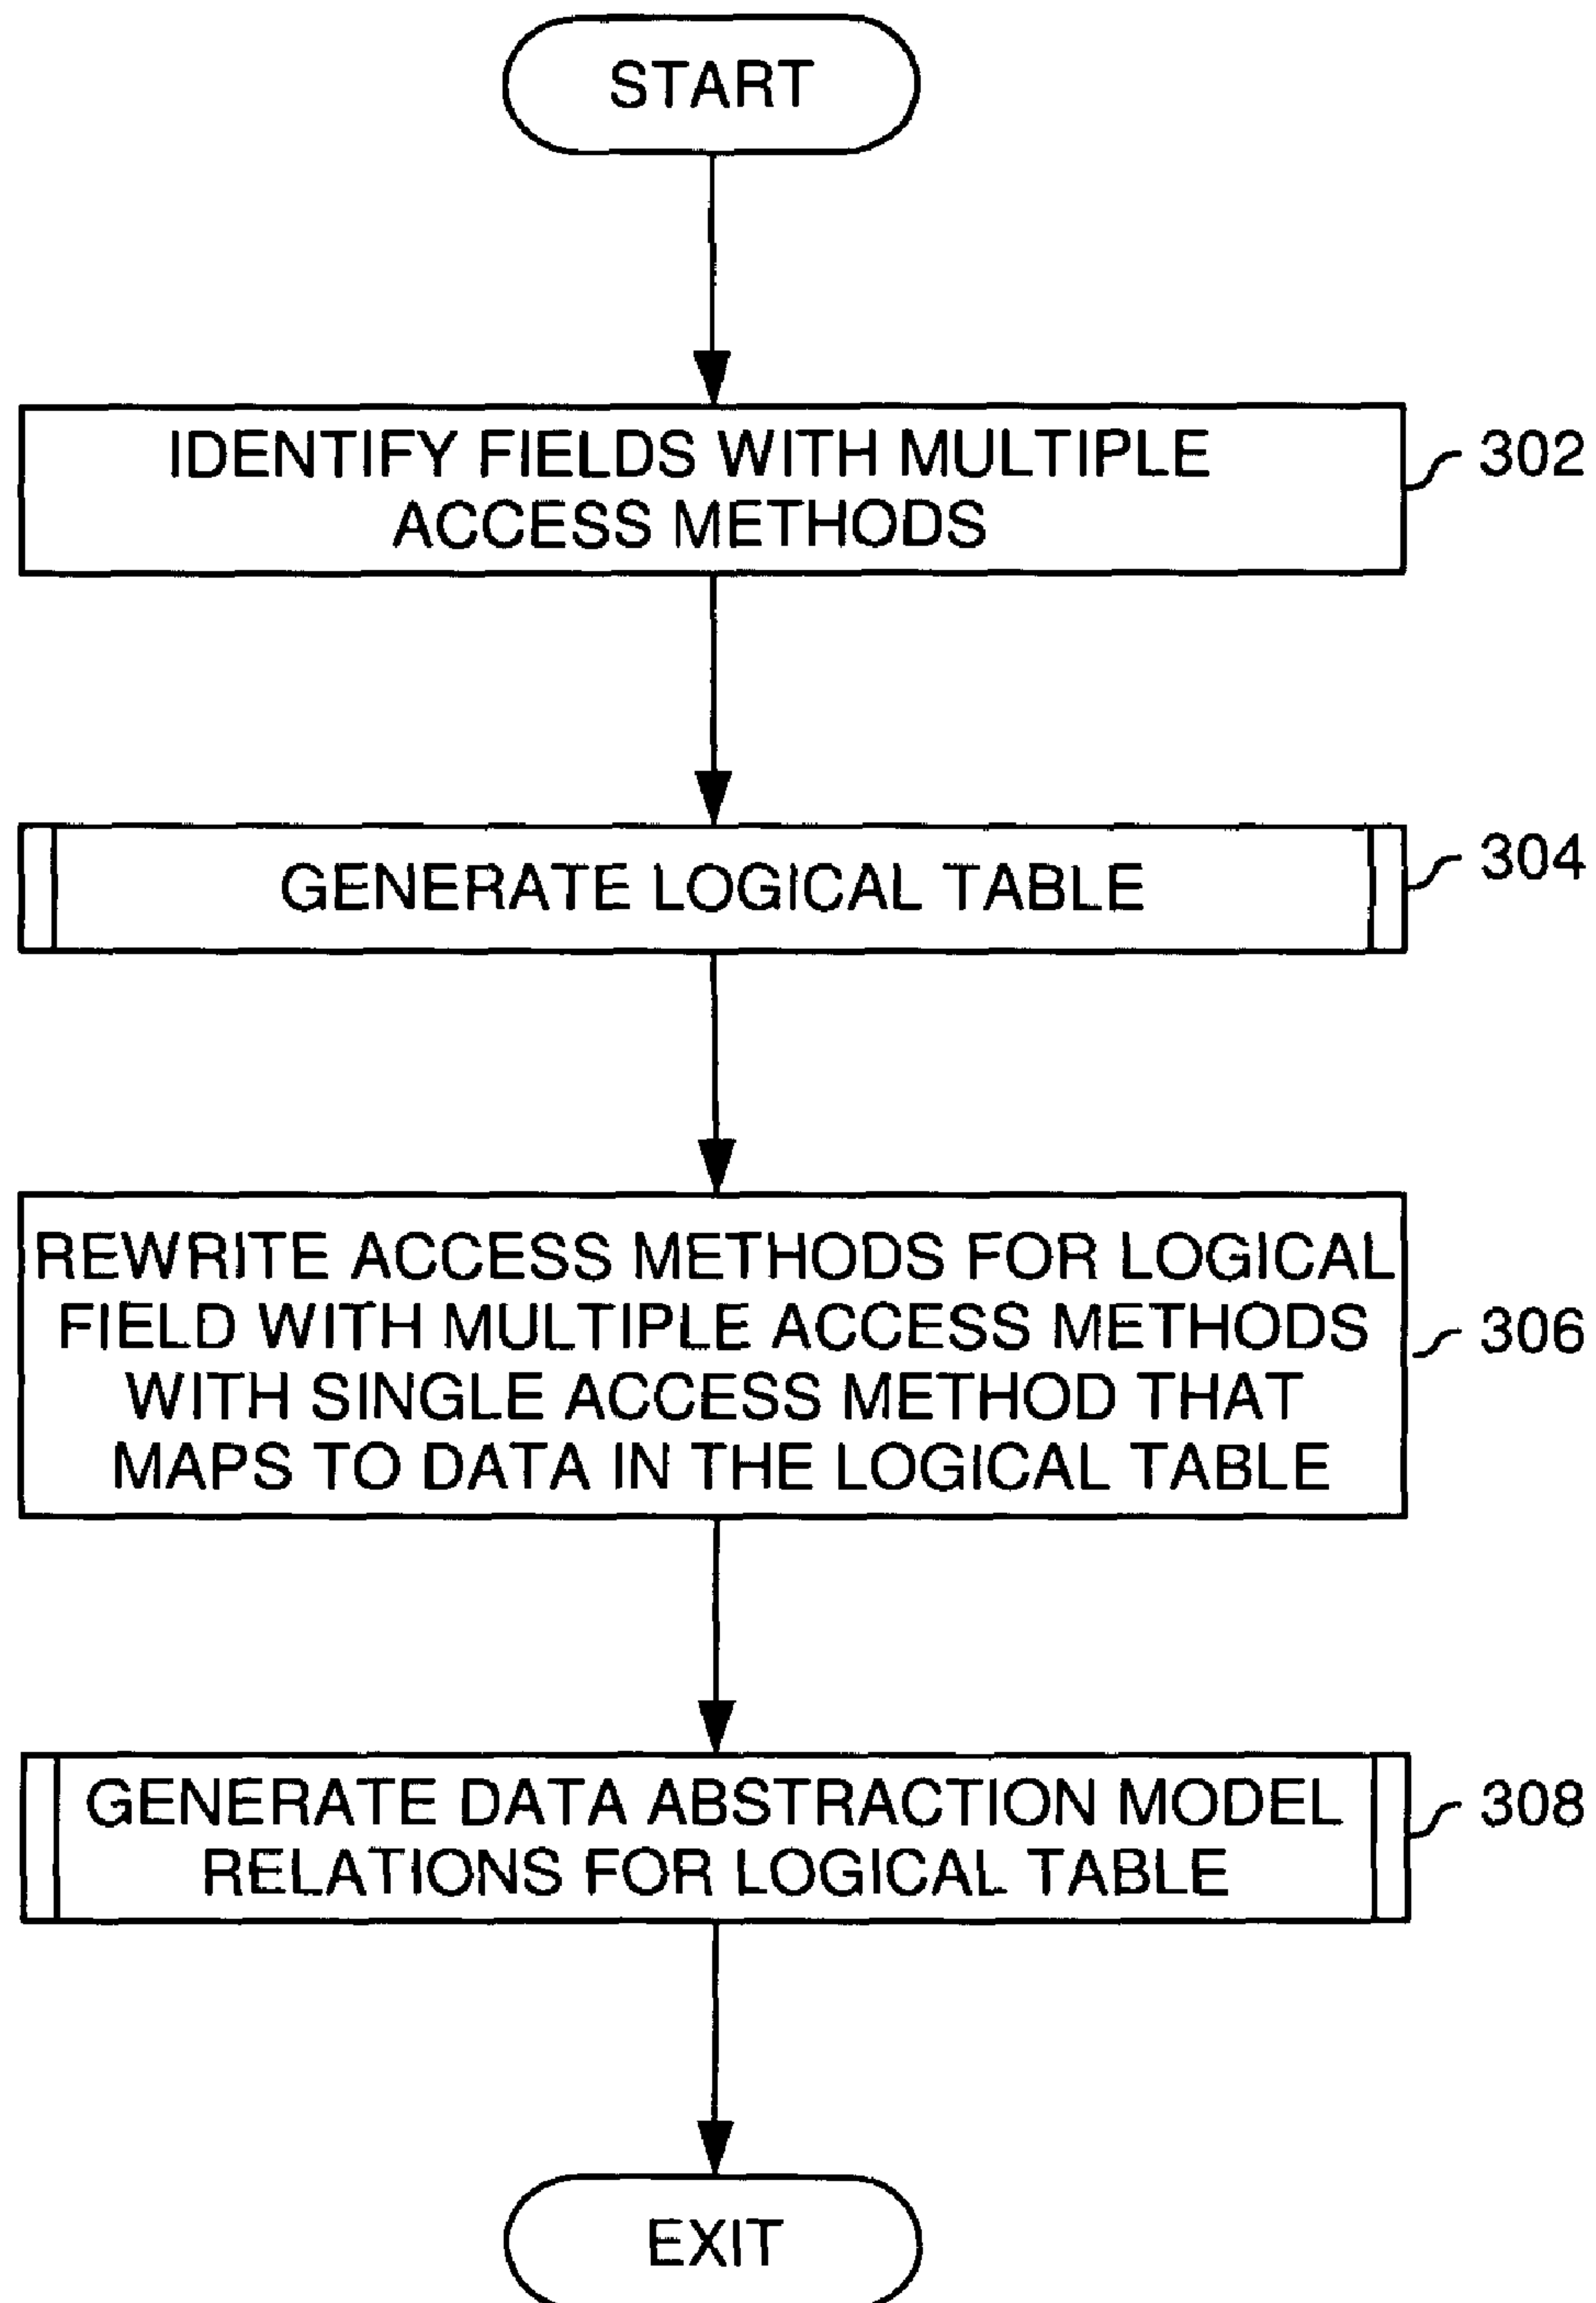 START
IDENTIFY FIELDS WITH MULTIPLE
ACCESS METHODS
302
GENERATE LOGICAL TABLE
304
REWRITE ACCESS METHODS FOR LOGICAL
FIELD WITH MULTIPLE ACCESS METHODS
WITH SINGLE ACCESS METHOD THAT
MAPS TO DATA IN THE LOGICAL TABLE
306
GENERATE DATA ABSTRACTION MODEL
RELATIONS FOR LOGICAL TABLE
308
EXIT